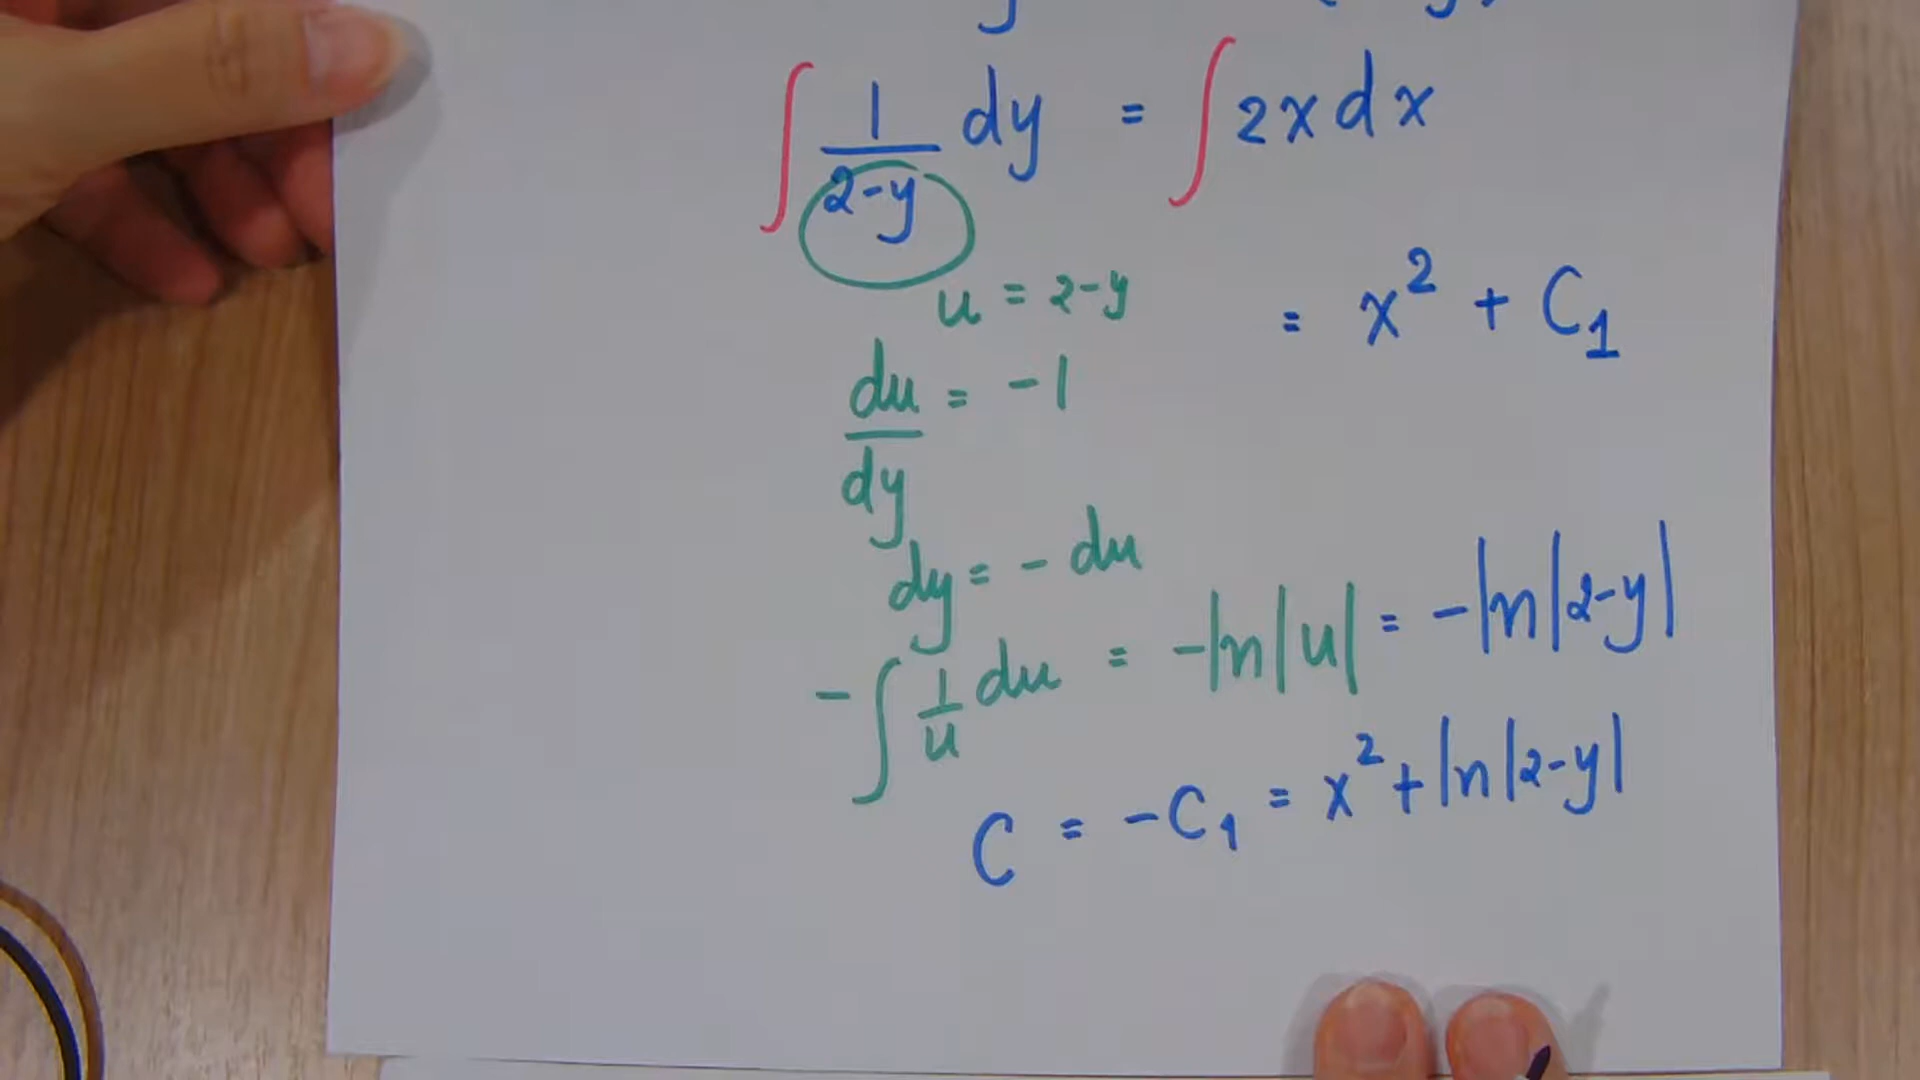 ∫ 1/(2-y) dy = ∫ 2x dx
u = 2-y
= x² + C₁
du/dy = -1
dy = - du
- ∫ 1/u du = -ln|u| = -ln|2-y|
C = -C₁ = x² + ln|2-y|